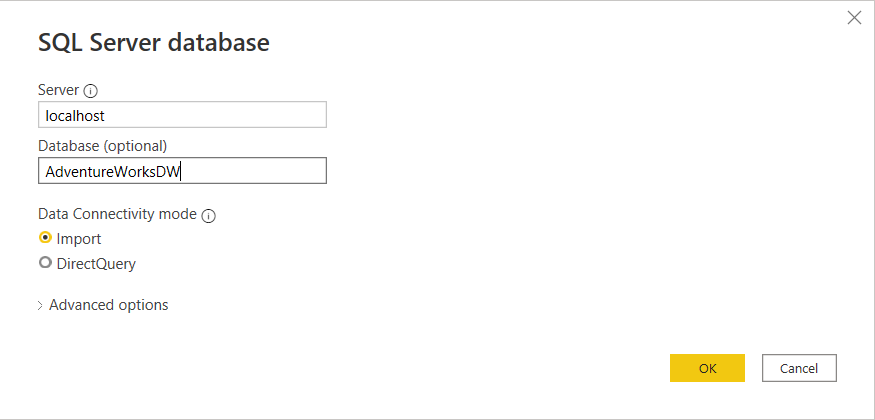 SQL Server database
Server
localhost
Database (optional)
AdventureWorksDW
Data Connectivity mode
Import
DirectQuery
Advanced options
OK
Cancel